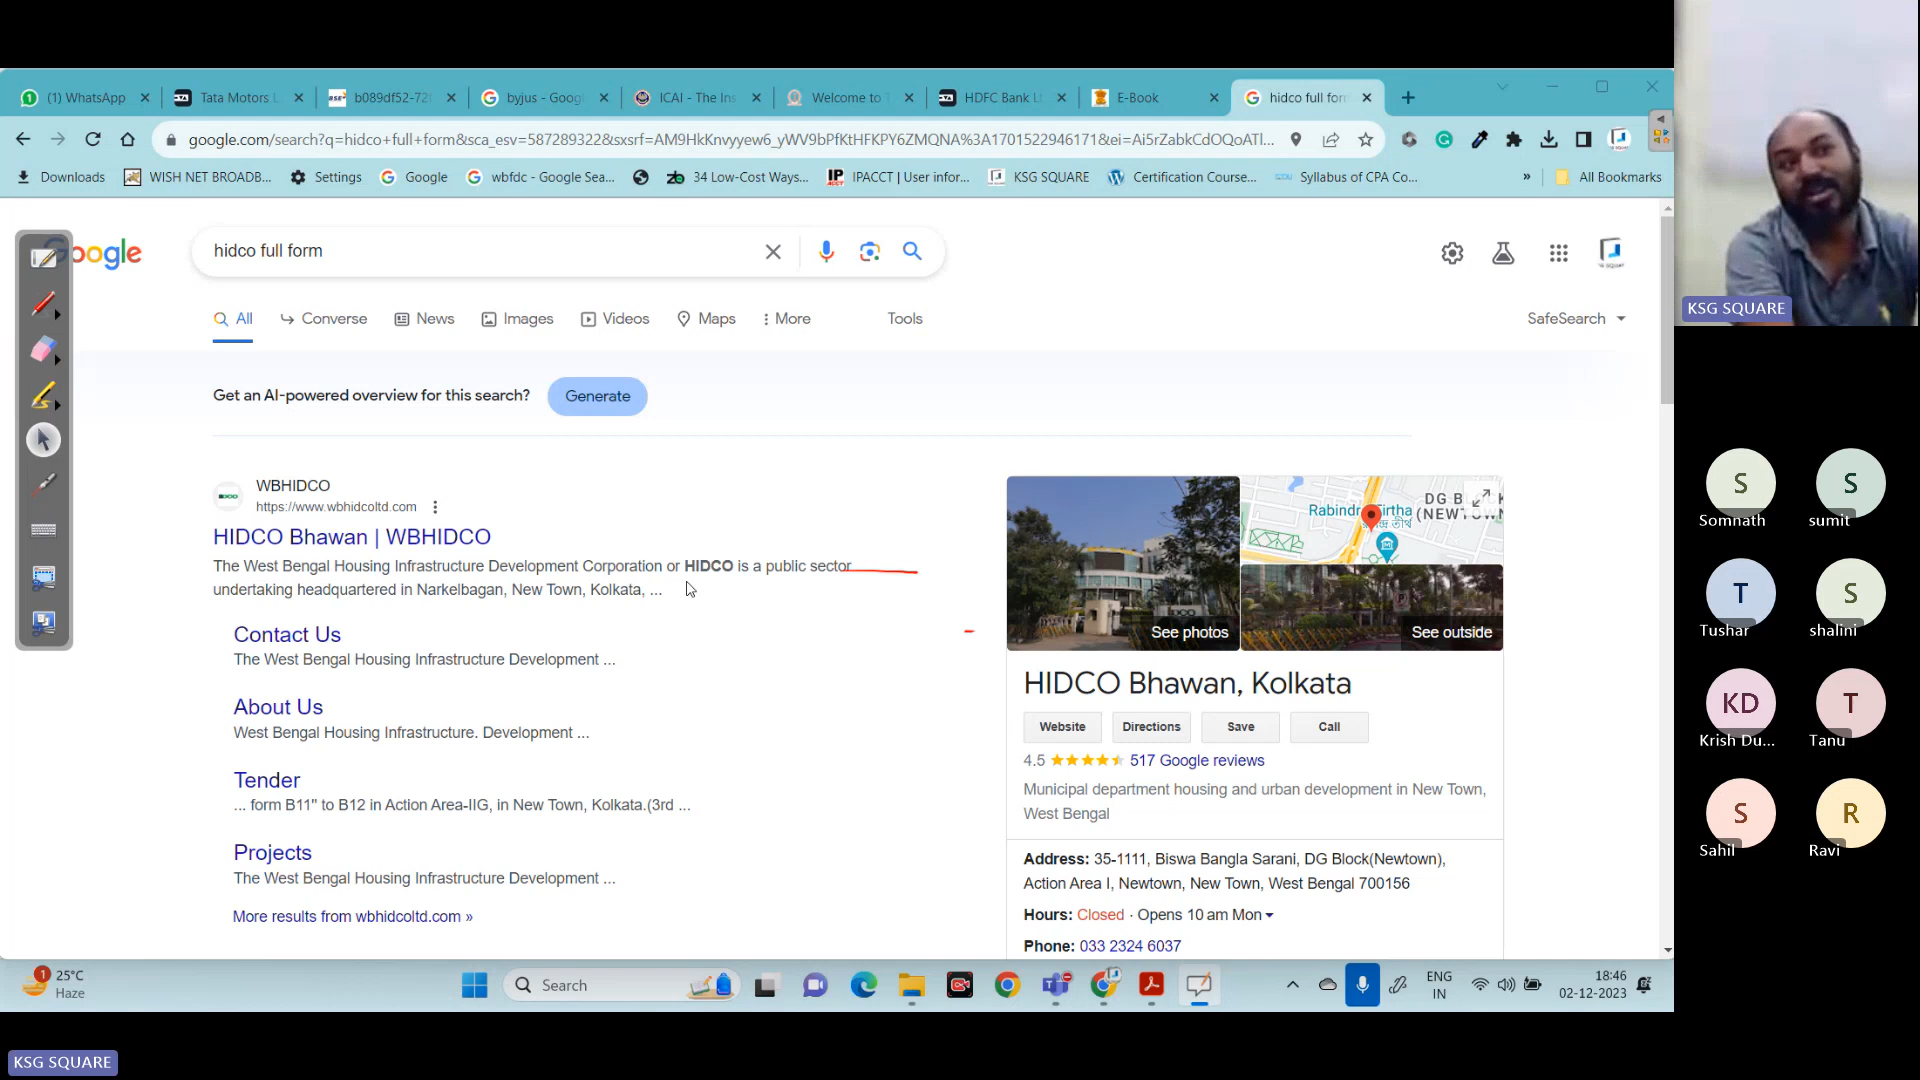 (1) WhatsApp
Tata Motors L
b089df52-72f
byjus - Goog
ICAI - The Ins
Welcome to T
HDFC Bank Lt
E-Book
hidco full form
google.com/search?q=hidco+full+form&sca_esv=587289322&sxsrf=AM9HkKnvyyew6_yWV9bPfKtHFKPY6ZMQNA%3A1701522946171&ei=Ai5rZabkCdOQoATl...
Downloads
WISH NET BROADB...
Settings
Google
wbfdc - Google Sea...
34 Low-Cost Ways...
IPACCT | User infor...
KSG SQUARE
Certification Course...
Syllabus of CPA Co...
»
All Bookmarks
oogle
hidco full form
All
Converse
News
Images
Videos
Maps
More
Tools
SafeSearch
Get an AI-powered overview for this search?
Generate
WBHIDCO
https://www.wbhidcoltd.com
HIDCO Bhawan | WBHIDCO
The West Bengal Housing Infrastructure Development Corporation or HIDCO is a public sector
undertaking headquartered in Narkelbagan, New Town, Kolkata, ...
Contact Us
The West Bengal Housing Infrastructure Development ...
About Us
West Bengal Housing Infrastructure. Development ...
Tender
... form B11" to B12 in Action Area-IIG, in New Town, Kolkata.(3rd ...
Projects
The West Bengal Housing Infrastructure Development ...
More results from wbhidcoltd.com »
See photos
Rabindra Tirtha
DG BLOCK
(NEWTOWN
See outside
HIDCO Bhawan, Kolkata
Website
Directions
Save
Call
4.5
517 Google reviews
Municipal department housing and urban development in New Town,
West Bengal
Address: 35-1111, Biswa Bangla Sarani, DG Block(Newtown),
Action Area I, Newtown, New Town, West Bengal 700156
Hours: Closed · Opens 10 am Mon
Phone: 033 2324 6037
KSG SQUARE
S
Somnath
S
sumit
T
Tushar
S
shalini
KD
Krish Du...
T
Tanu
S
Sahil
R
Ravi
1
25°C
Haze
Search
ENG
IN
18:46
02-12-2023
KSG SQUARE